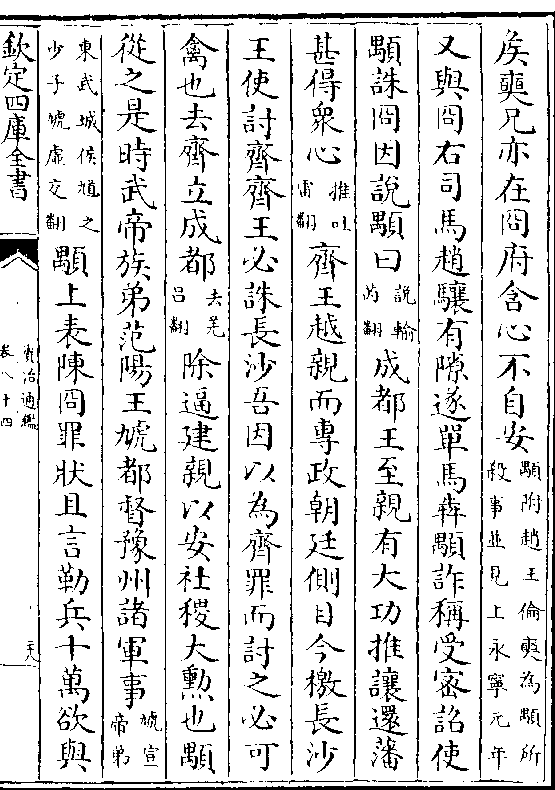 矦奭兄亦在冏府含心不自安顒附趙王倫奭為顒所殺事並見上永寧元年
又與冏右司馬趙驤有隙遂單馬奔顒詐稱受密詔使
顒誅冏因説顒曰説輸芮翻成都王至親有大功推讓還藩
甚得衆心推吐雷翻齊王越親而專政朝廷側目今檄長沙
王使討齊齊王必誅長沙吾因以為齊罪而討之必可
禽也去齊立成都去羌吕翻除逼建親以安社稷大勲也顒
從之是時武帝族弟范陽王虓都督豫州諸軍事虓宣帝弟
東武城侯馗之少子虓虚交翻顒上表陳冏罪狀且言勒兵十萬欲與
欽定四庫全書
資治通鑑
卷八十四